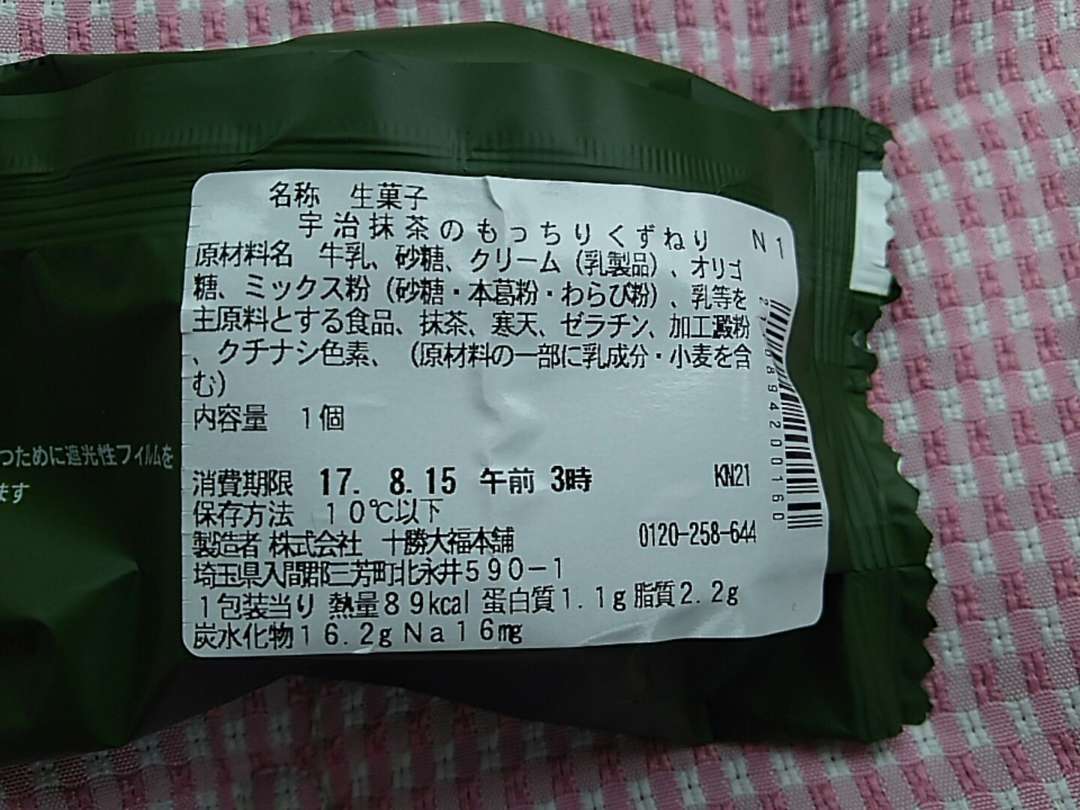 名称　生菓子
宇治抹茶のもっちりくずねり　N1
原材料名　牛乳、砂糖、クリーム（乳製品）、オリゴ
糖、ミックス粉（砂糖・本葛粉・わらび粉）、乳等を
主原料とする食品、抹茶、寒天、ゼラチン、加工澱粉
、クチナシ色素、（原材料の一部に乳成分・小麦を含
む）
内容量　1個
消費期限　17. 8.15 午前 3時　KN21
保存方法　10℃以下
製造者 株式会社　十勝大福本舗　0120-258-644
埼玉県入間郡三芳町北永井590-1
1包装当り 熱量89kcal 蛋白質1.1g 脂質2.2g
炭水化物16.2g Na16mg
つために遮光性フィルムを
ます